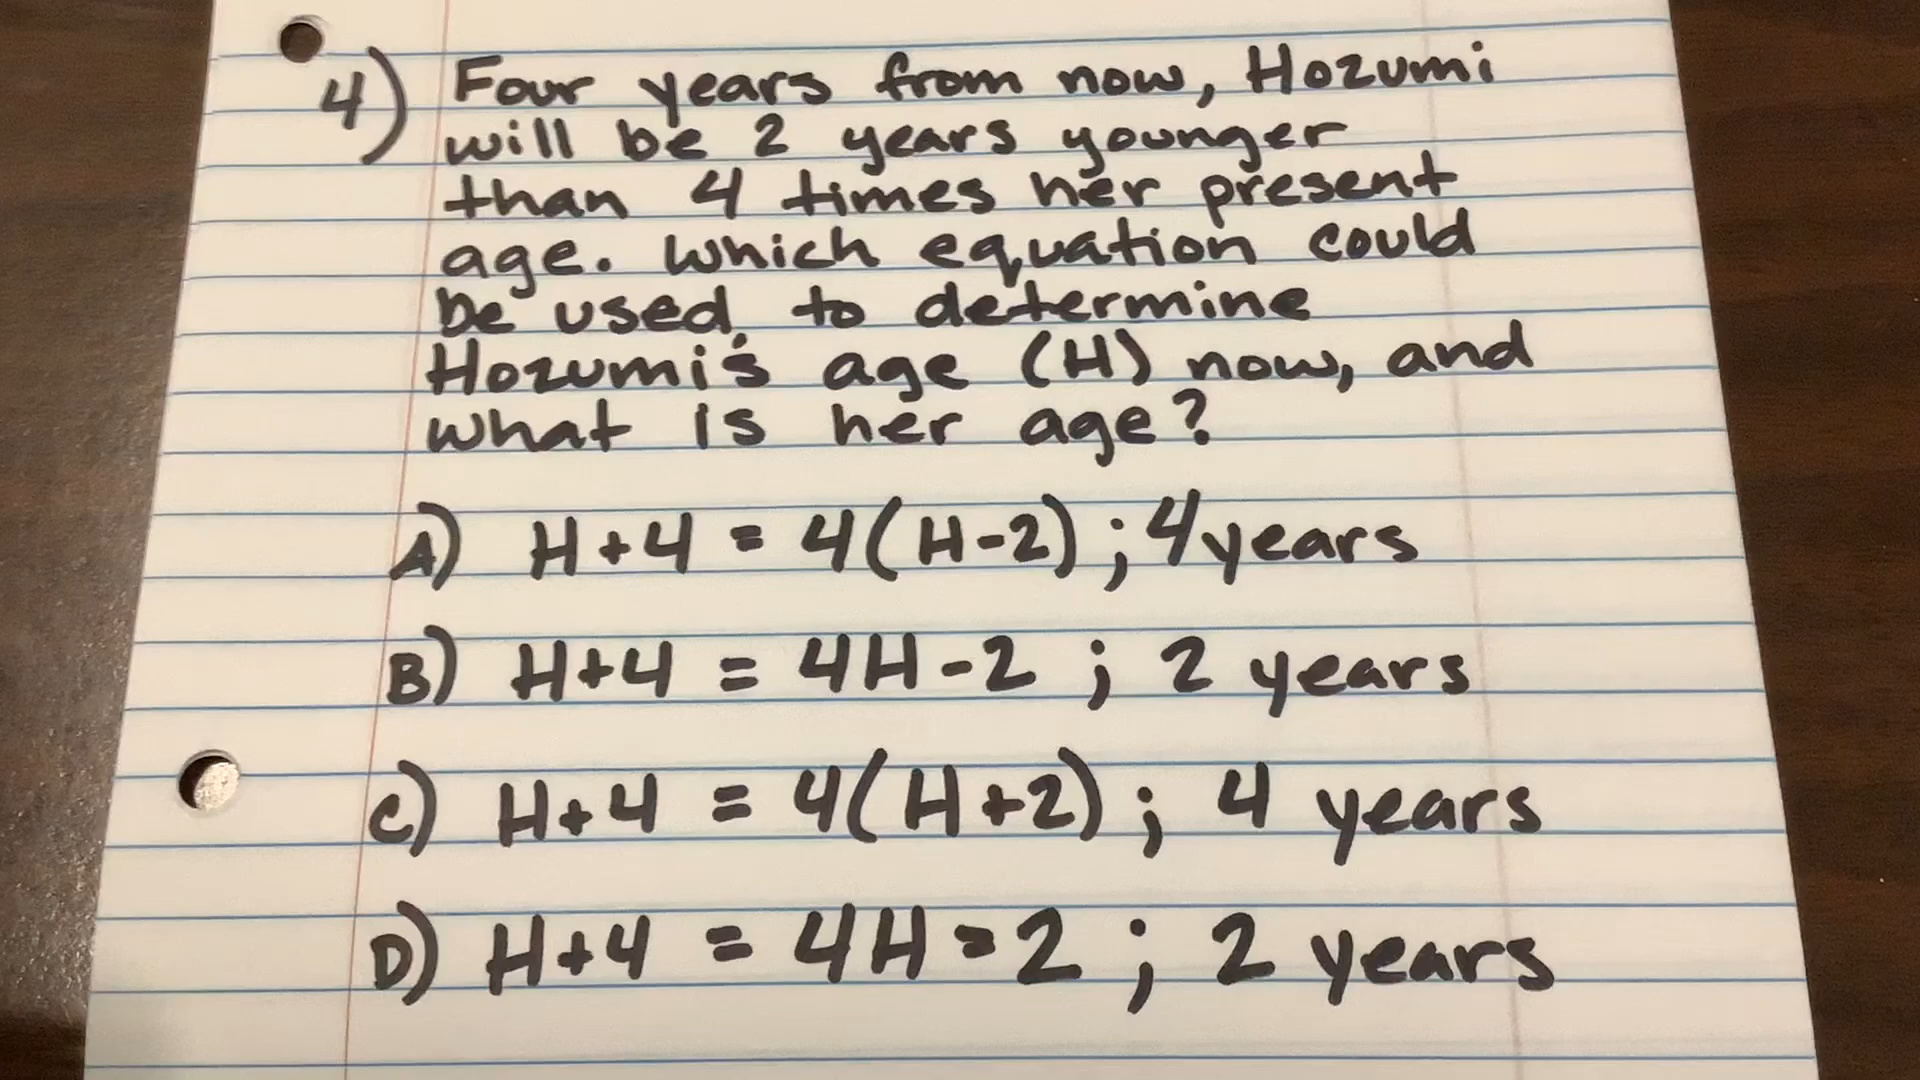 4) Four years from now, Hozumi
will be 2 years younger
than 4 times her present
age. Which equation could
be used to determine
Hozumi's age (H) now, and
what is her age?
A) H+4 = 4(H-2); 4 years
B) H+4 = 4H-2 ; 2 years
C) H+4 = 4(H+2); 4 years
D) H+4 = 4H-2 ; 2 years